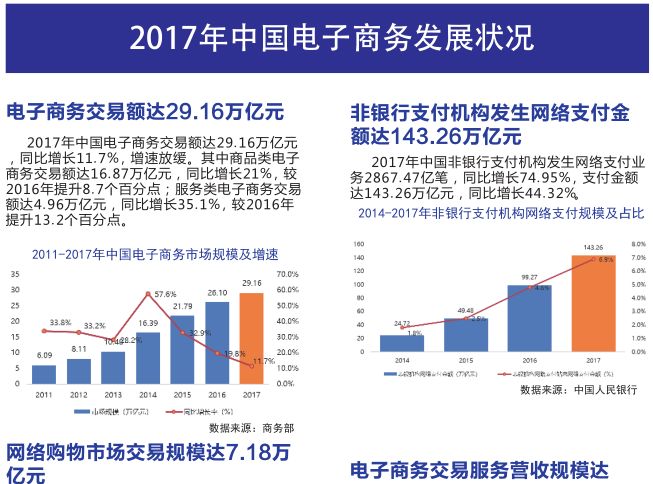 2017年中国电子商务发展状况
电子商务交易额达29.16万亿元
2017年中国电子商务交易额达29.16万亿元
，同比增长11.7%，增速放缓。其中商品类电子
商务交易额达16.87万亿元，同比增长21%，较
2016年提升8.7个百分点；服务类电子商务交易
额达4.96万亿元，同比增长35.1%，较2016年
提升13.2个百分点。
2011-2017年中国电子商务市场规模及增速
35 70.0%
30 60.0%
25 50.0%
20 40.0%
15 30.0%
10 20.0%
5 10.0%
0 0.0%
6.09 8.11 10.48 16.39 21.79 26.10 29.16
33.8% 33.2% 28.2% 57.6% 32.9% 19.8% 11.7%
2011 2012 2013 2014 2015 2016 2017
市场规模（万亿元） 同比增长率（%）
数据来源：商务部
网络购物市场交易规模达7.18万
亿元
非银行支付机构发生网络支付金
额达143.26万亿元
2017年中国非银行支付机构发生网络支付业
务2867.47亿笔，同比增长74.95%，支付金额
达143.26万亿元，同比增长44.32%。
2014-2017年非银行支付机构网络支付规模及占比
160 8.0%
140 7.0%
120 6.0%
100 5.0%
80 4.0%
60 3.0%
40 2.0%
20 1.0%
0 0.0%
24.72 49.48 99.27 143.26
1.8% 2.5% 4.8% 6.9%
2014 2015 2016 2017
数据来源：中国人民银行
电子商务交易服务营收规模达